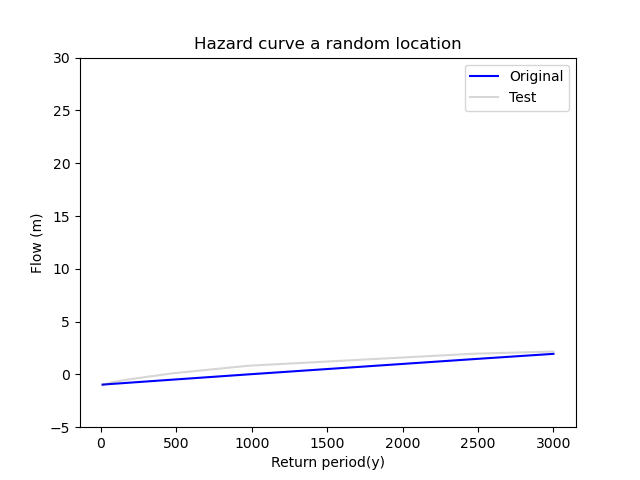 Hazard curve a random location
Original
Test
30
25
20
15
10
5
0
−5
Flow (m)
0 500 1000 1500 2000 2500 3000
Return period(y)